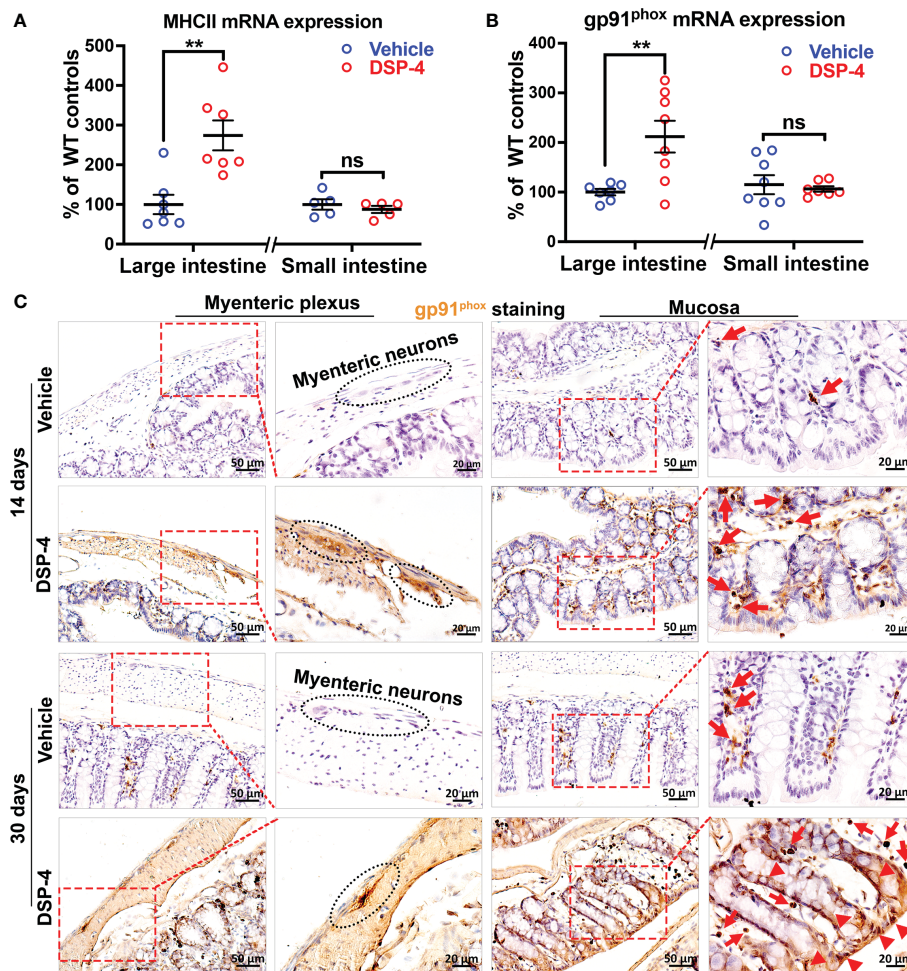 A
MHCII mRNA expression
Vehicle
DSP-4
**
ns
% of WT controls
500
400
300
200
100
0
Large intestine
Small intestine
B
gp91phox mRNA expression
Vehicle
DSP-4
**
ns
% of WT controls
400
300
200
100
0
Large intestine
Small intestine
C
Myenteric plexus
gp91phox staining
Mucosa
14 days
Vehicle
Myenteric neurons
50 µm
20 µm
50 µm
20 µm
DSP-4
50 µm
20 µm
50 µm
20 µm
30 days
Vehicle
Myenteric neurons
50 µm
20 µm
50 µm
20 µm
DSP-4
50 µm
20 µm
50 µm
20 µm